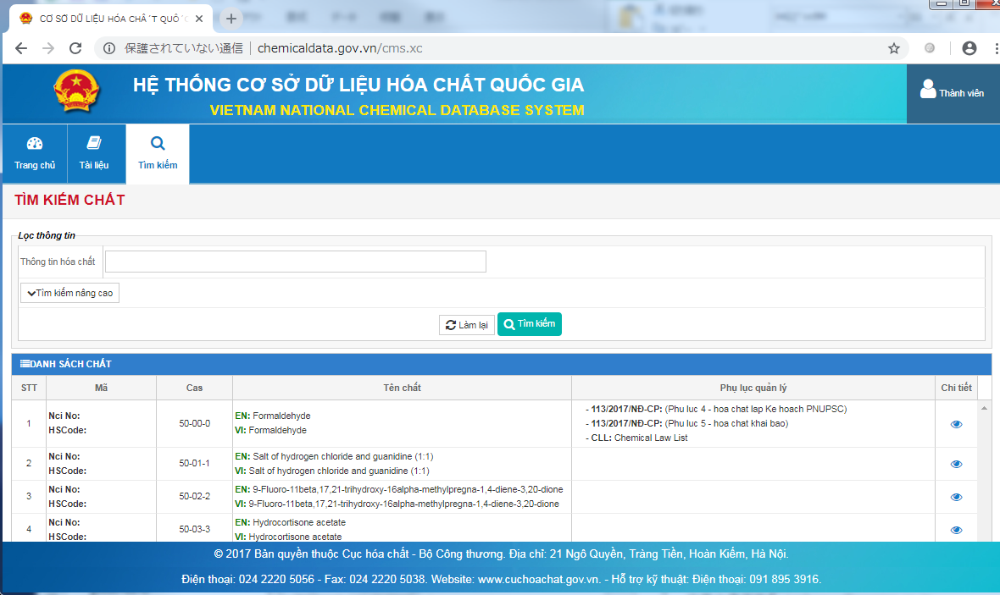 CƠ SỞ DỮ LIỆU HÓA CHẤT QUỐC
保護されていない通信 | chemicaldata.gov.vn/cms.xc
HỆ THỐNG CƠ SỞ DỮ LIỆU HÓA CHẤT QUỐC GIA
VIETNAM NATIONAL CHEMICAL DATABASE SYSTEM
Thành viên
Trang chủ Tài liệu Tìm kiếm
TÌM KIẾM CHẤT
Lọc thông tin
Thông tin hóa chất
Tìm kiếm nâng cao
Làm lại Tìm kiếm
DANH SÁCH CHẤT
STT Mã Cas Tên chất Phụ lục quản lý Chi tiết
1 Nci No: HSCode: 50-00-0 EN: Formaldehyde
VI: Formaldehyde
- 113/2017/NĐ-CP: (Phu luc 4 - hoa chat lap Ke hoach PNUPSC)
- 113/2017/NĐ-CP: (Phu luc 5 - hoa chat khai bao)
- CLL: Chemical Law List
2 Nci No: HSCode: 50-01-1 EN: Salt of hydrogen chloride and guanidine (1:1)
VI: Salt of hydrogen chloride and guanidine (1:1)
3 Nci No: HSCode: 50-02-2 EN: 9-Fluoro-11beta,17,21-trihydroxy-16alpha-methylpregna-1,4-diene-3,20-dione
VI: 9-Fluoro-11beta,17,21-trihydroxy-16alpha-methylpregna-1,4-diene-3,20-dione
4 Nci No: HSCode: 50-03-3 EN: Hydrocortisone acetate
VI: Hydrocortisone acetate
© 2017 Bản quyền thuộc Cục hóa chất - Bộ Công thương. Địa chỉ: 21 Ngô Quyền, Tràng Tiền, Hoàn Kiếm, Hà Nội.
Điện thoại: 024 2220 5056 - Fax: 024 2220 5038. Website: www.cuchoachat.gov.vn. - Hỗ trợ kỹ thuật: Điện thoại: 091 895 3916.